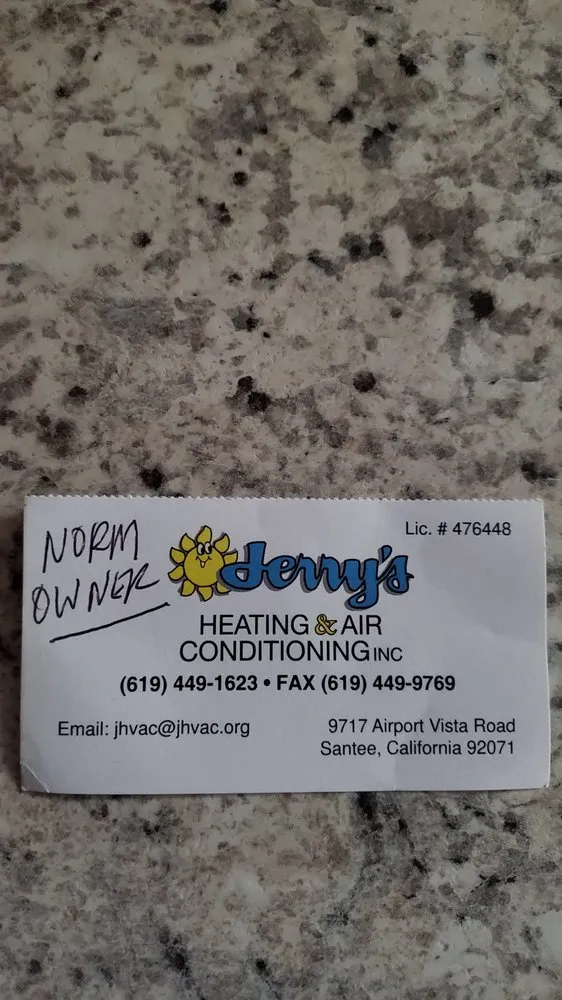 NORM
OWNER
Lic. # 476448
Jerry's
HEATING & AIR
CONDITIONING INC
(619) 449-1623 • FAX (619) 449-9769
Email: jhvac@jhvac.org
9717 Airport Vista Road
Santee, California 92071